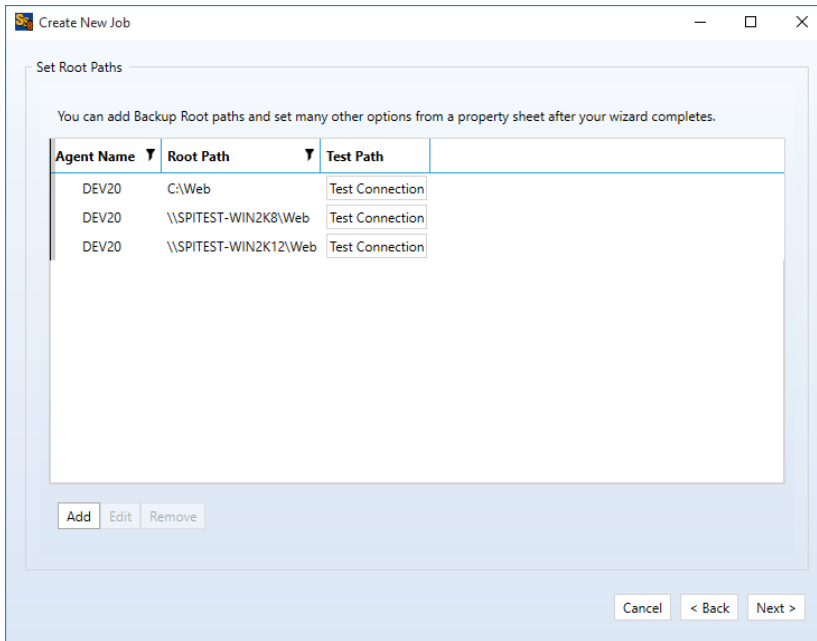 Create New Job
Set Root Paths
You can add Backup Root paths and set many other options from a property sheet after your wizard completes.
Agent Name Root Path Test Path
DEV20 C:\Web Test Connection
DEV20 \\SPITEST-WIN2K8\Web Test Connection
DEV20 \\SPITEST-WIN2K12\Web Test Connection
Add Edit Remove
Cancel < Back Next >